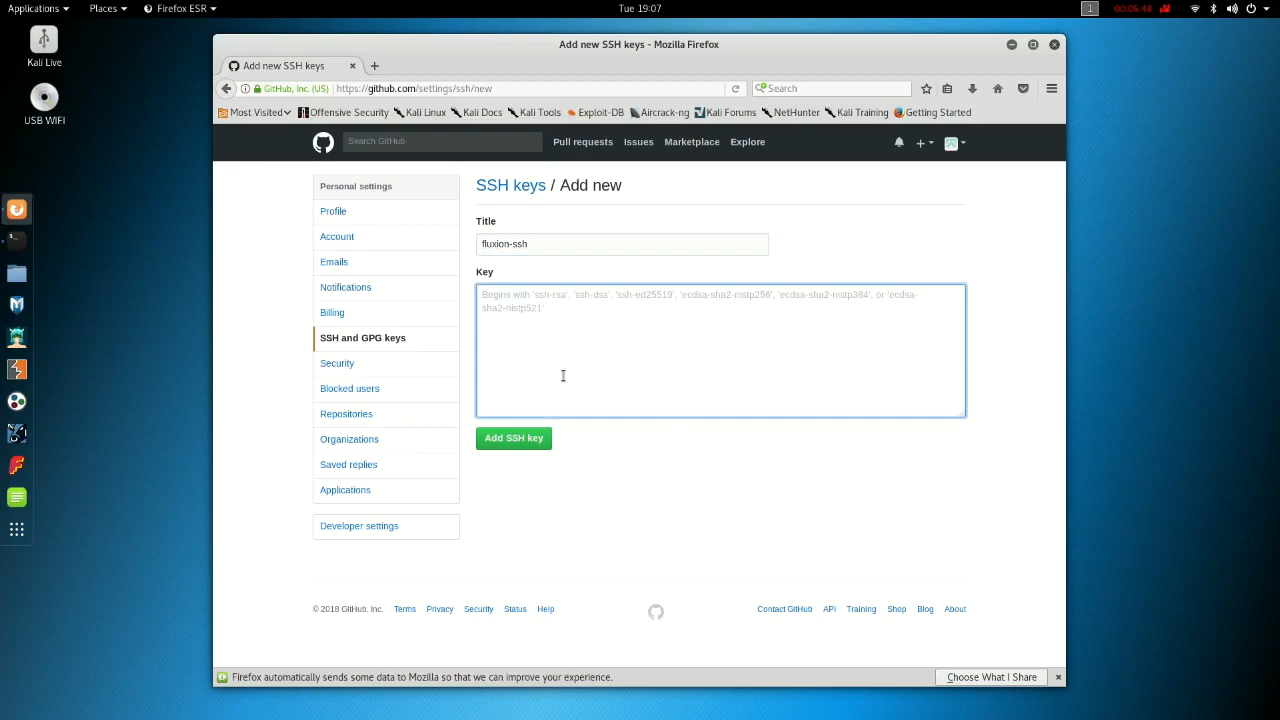 Applications Places Firefox ESR Tue 19:07 1 00:05:48
Kali Live
USB WIFI
Add new SSH keys - Mozilla Firefox
Add new SSH keys
GitHub, Inc. (US) https://github.com/settings/ssh/new Search
Most Visited Offensive Security Kali Linux Kali Docs Kali Tools Exploit-DB Aircrack-ng Kali Forums NetHunter Kali Training Getting Started
Search GitHub Pull requests Issues Marketplace Explore
Personal settings
Profile
Account
Emails
Notifications
Billing
SSH and GPG keys
Security
Blocked users
Repositories
Organizations
Saved replies
Applications
Developer settings
SSH keys / Add new
Title
fluxion-ssh
Key
Begins with 'ssh-rsa', 'ssh-dss', 'ssh-ed25519', 'ecdsa-sha2-nistp256', 'ecdsa-sha2-nistp384', or 'ecdsa-
sha2-nistp521'
Add SSH key
© 2018 GitHub, Inc. Terms Privacy Security Status Help Contact GitHub API Training Shop Blog About
Firefox automatically sends some data to Mozilla so that we can improve your experience. Choose What I Share